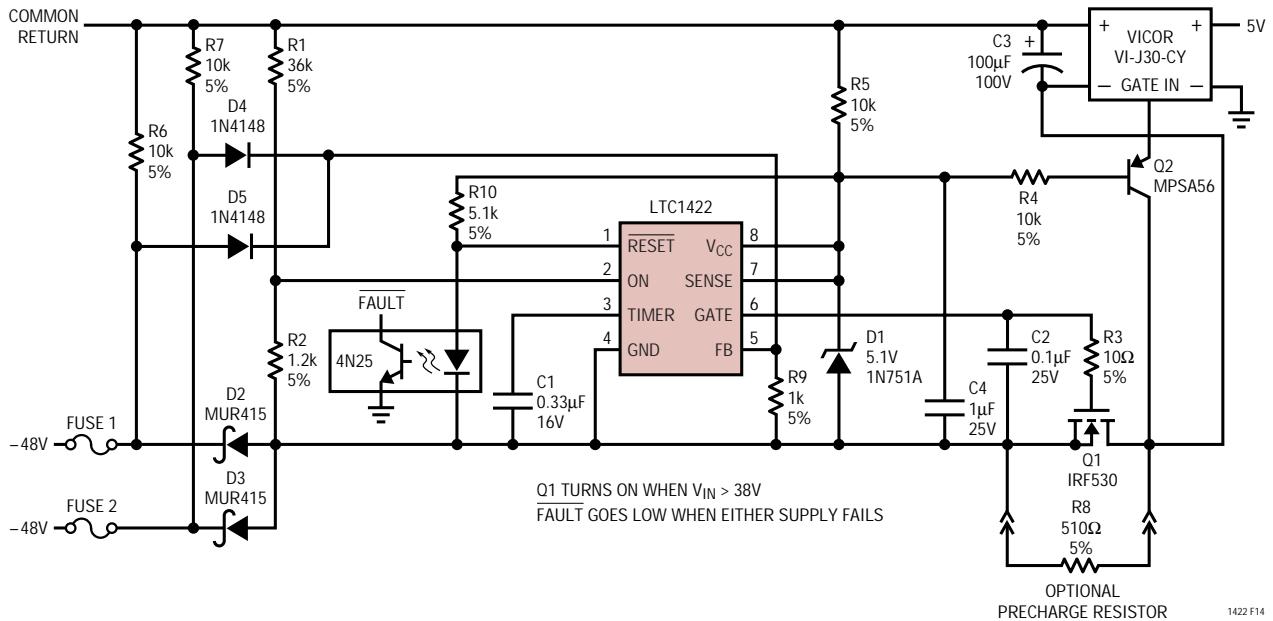 COMMON
RETURN
R7
10k
5%
R1
36k
5%
C3
+
100µF
100V
+
VICOR
VI-J30-CY
+
5V
−
GATE IN
−
R5
10k
5%
R6
10k
5%
D4
1N4148
D5
1N4148
R10
5.1k
5%
LTC1422
R4
10k
5%
Q2
MPSA56
1
RESET
VCC
8
2
ON
SENSE
7
3
TIMER
GATE
6
4
GND
FB
5
FAULT
4N25
R2
1.2k
5%
C1
0.33µF
16V
R9
1k
5%
D1
5.1V
1N751A
C4
1µF
25V
C2
0.1µF
25V
R3
10Ω
5%
D2
MUR415
−48V
FUSE 1
D3
MUR415
−48V
FUSE 2
Q1
IRF530
Q1 TURNS ON WHEN VIN > 38V
FAULT GOES LOW WHEN EITHER SUPPLY FAILS
R8
510Ω
5%
OPTIONAL
PRECHARGE RESISTOR
1422 F14